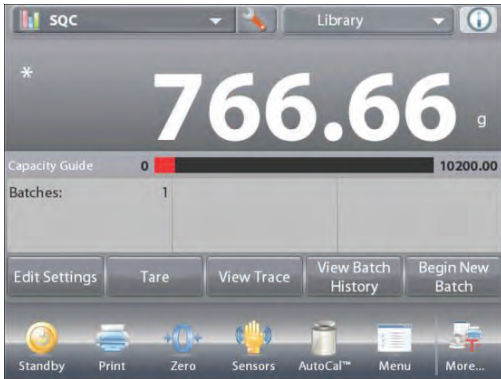 SQC Library
*
766.66 g
Capacity Guide 0 10200.00
Batches: 1
Edit Settings Tare View Trace View Batch History Begin New Batch
Standby Print Zero Sensors AutoCal™ Menu More...